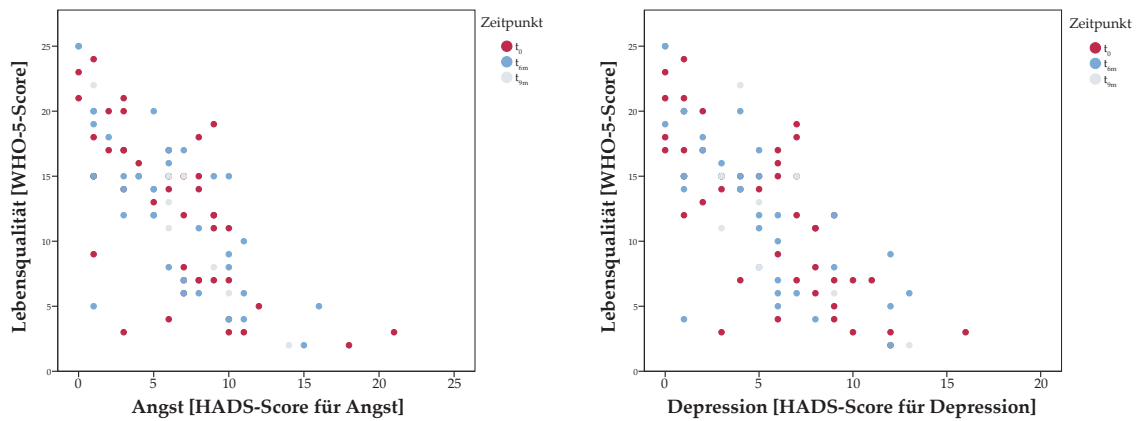 Zeitpunkt
t0
t6m
t9m
Lebensqualität [WHO-5-Score]
25
20
15
10
5
0
0 5 10 15 20 25
Angst [HADS-Score für Angst]
Zeitpunkt
t0
t6m
t9m
Lebensqualität [WHO-5-Score]
25
20
15
10
5
0
0 5 10 15 20
Depression [HADS-Score für Depression]